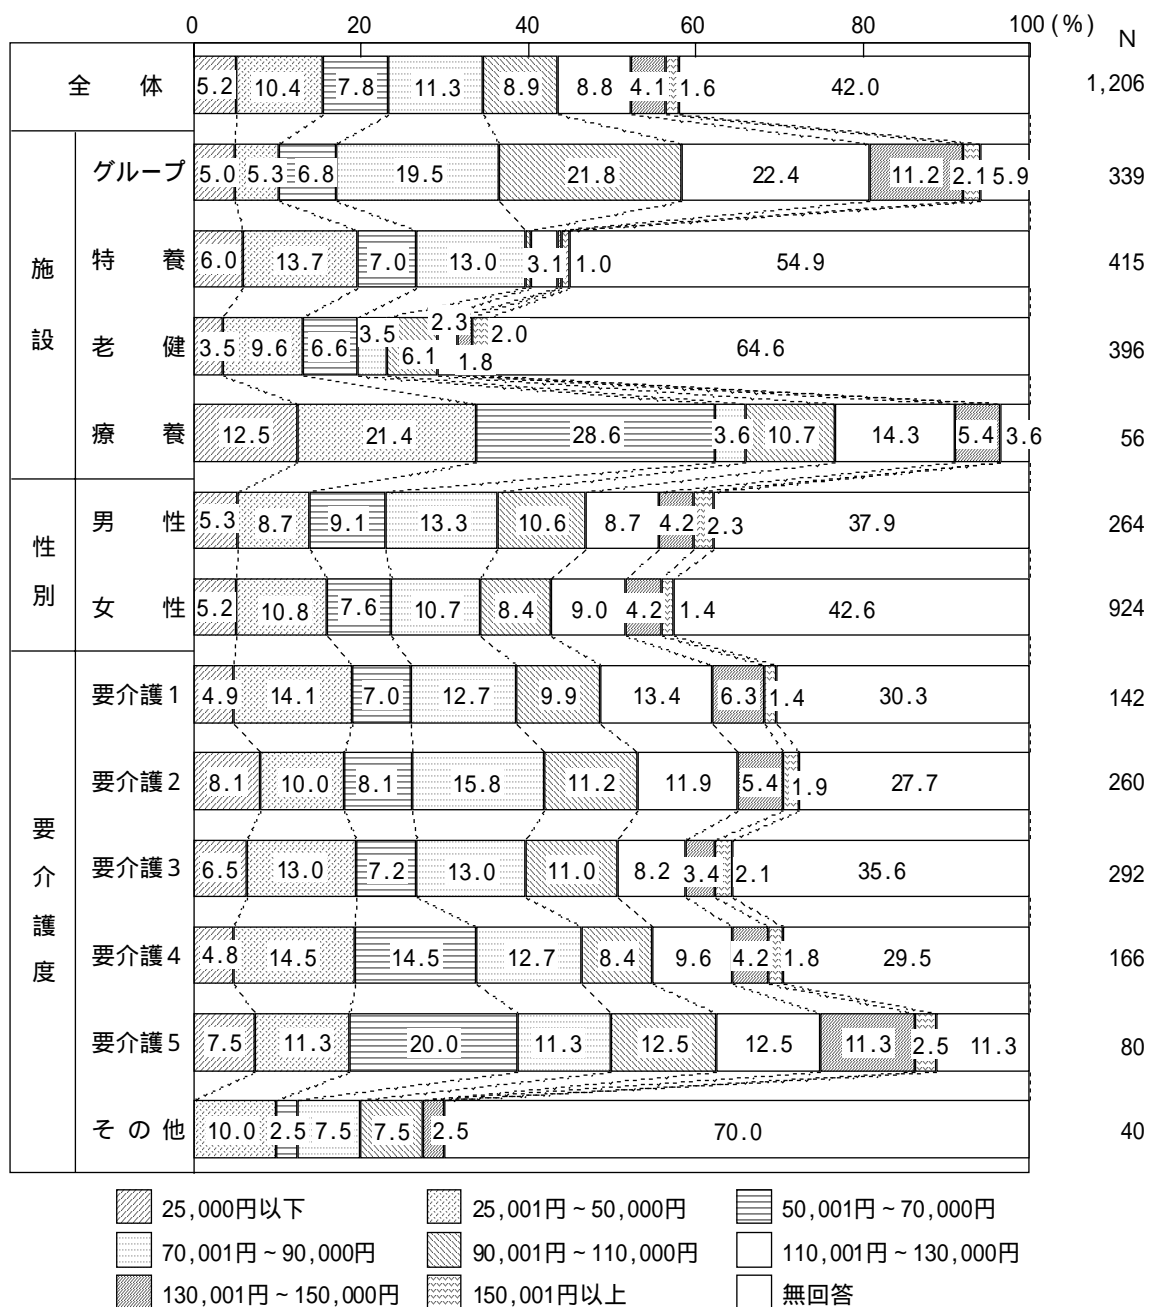 0 20 40 60 80 100 (%) N
全体 5.2 10.4 7.8 11.3 8.9 8.8 4.1 1.6 42.0 1,206
施設
グループ 5.0 5.3 6.8 19.5 21.8 22.4 11.2 2.1 5.9 339
特養 6.0 13.7 7.0 13.0 3.1 1.0 54.9 415
老健 3.5 9.6 6.6 3.5 6.1 2.3 1.8 2.0 64.6 396
療養 12.5 21.4 28.6 3.6 10.7 14.3 5.4 3.6 56
性別
男性 5.3 8.7 9.1 13.3 10.6 8.7 4.2 2.3 37.9 264
女性 5.2 10.8 7.6 10.7 8.4 9.0 4.2 1.4 42.6 924
要介護度
要介護1 4.9 14.1 7.0 12.7 9.9 13.4 6.3 1.4 30.3 142
要介護2 8.1 10.0 8.1 15.8 11.2 11.9 5.4 1.9 27.7 260
要介護3 6.5 13.0 7.2 13.0 11.0 8.2 3.4 2.1 35.6 292
要介護4 4.8 14.5 14.5 12.7 8.4 9.6 4.2 1.8 29.5 166
要介護5 7.5 11.3 20.0 11.3 12.5 12.5 11.3 2.5 11.3 80
その他 10.0 2.5 7.5 7.5 2.5 70.0 40
25,000円以下 25,001円～50,000円 50,001円～70,000円
70,001円～90,000円 90,001円～110,000円 110,001円～130,000円
130,001円～150,000円 150,001円以上 無回答